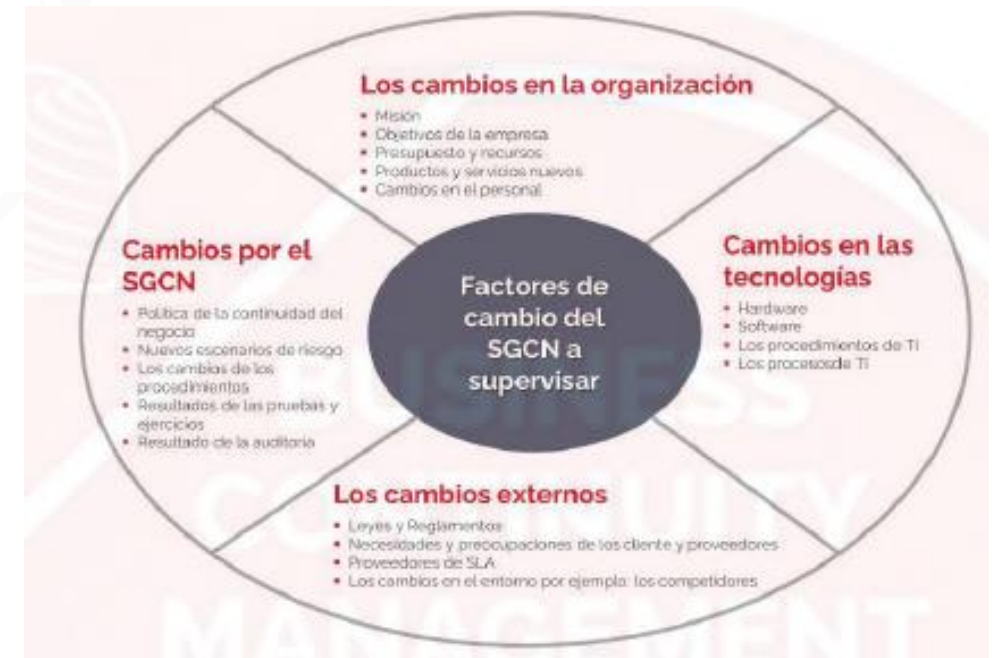 Los cambios en la organización
• Misión
• Objetivos de la empresa
• Presupuesto y recursos
• Productos y servicios nuevos
• Cambios en el personal
Cambios por el
SGCN
• Política de la continuidad del
negocio
• Nuevos escenarios de riesgo
• Los cambios de los
procedimientos
• Resultados de las pruebas y
ejercicios
• Resultado de la auditoría
Factores de
cambio del
SGCN a
supervisar
Cambios en las
tecnologías
• Hardware
• Software
• Los procedimientos de TI
• Los procesosde TI
Los cambios externos
• Leyes y Reglamentos
• Necesidades y preocupaciones de los cliente y proveedores
• Proveedores de SLA
• Los cambios en el entorno por ejemplo: los competidores
BUSINESS
CONTINUITY
MANAGEMENT